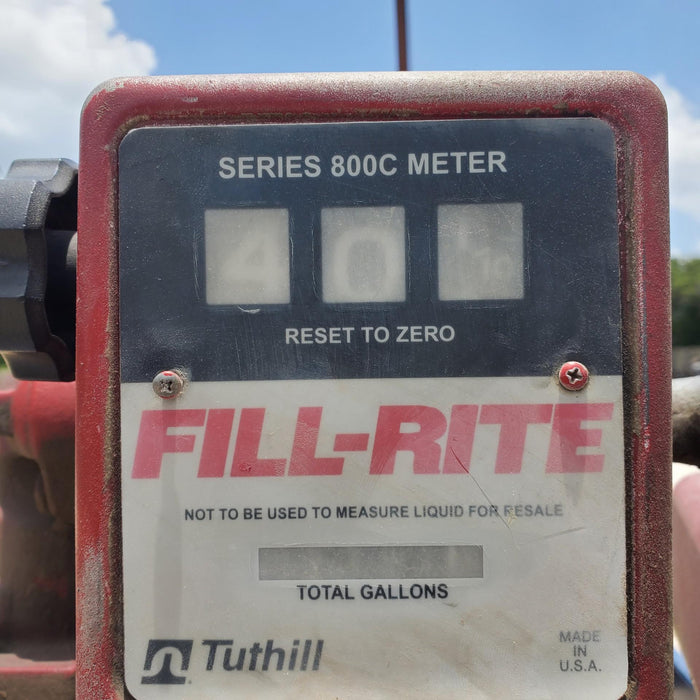 SERIES 800C METER
4 0 10
RESET TO ZERO
FILL-RITE
NOT TO BE USED TO MEASURE LIQUID FOR RESALE
TOTAL GALLONS
Tuthill
MADE
IN
U.S.A.